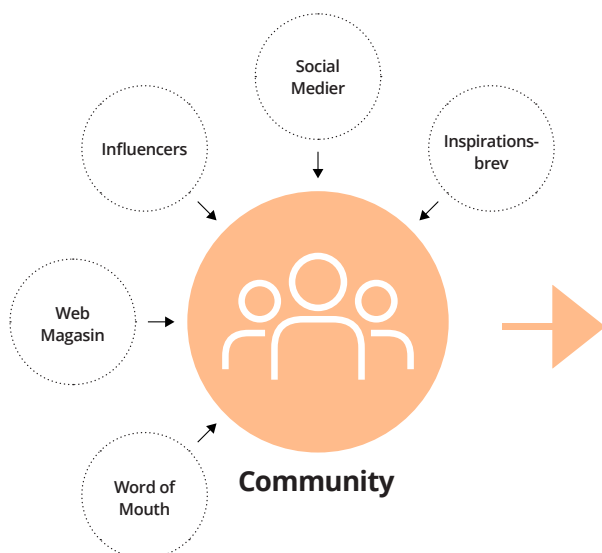 Social
Medier
Influencers
Inspirations-
brev
Web
Magasin
Word of
Mouth
Community